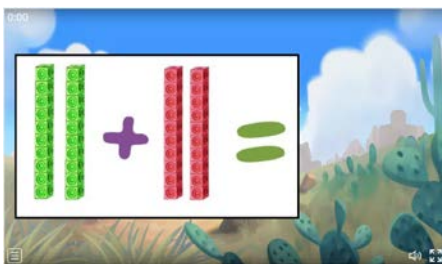 0:00
+ =